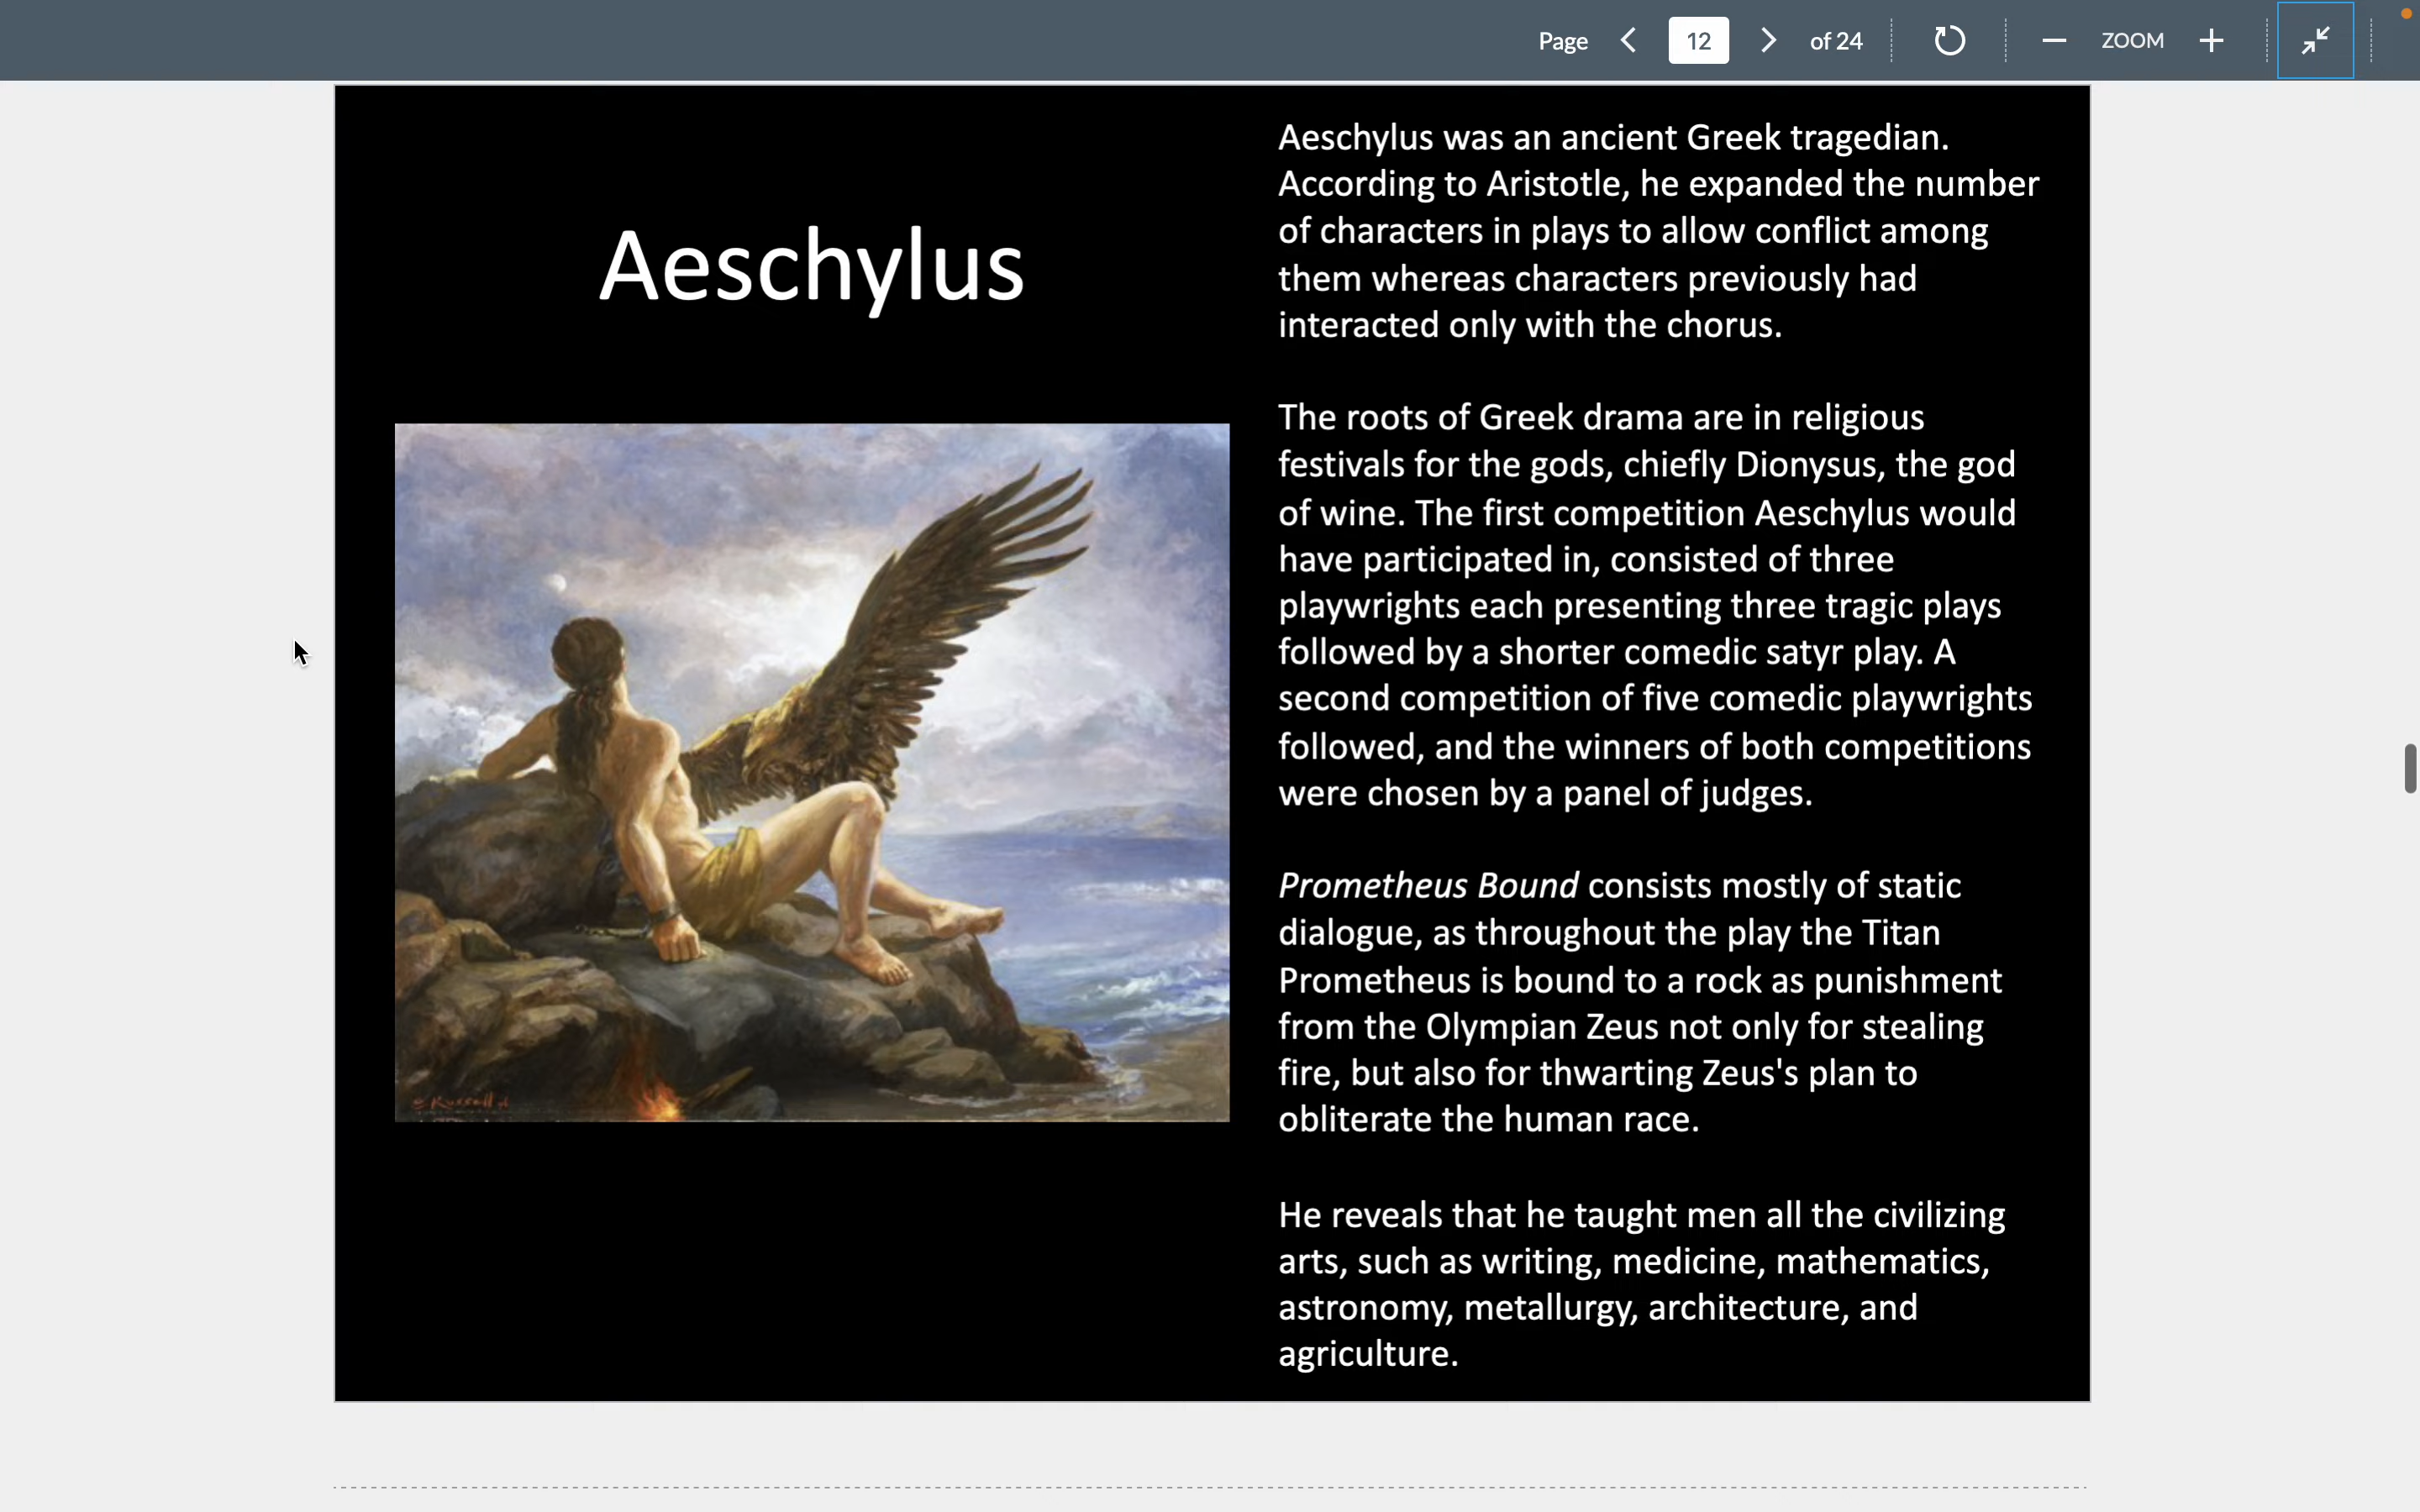 Page 12 of 24 ZOOM
Aeschylus
Aeschylus was an ancient Greek tragedian.
According to Aristotle, he expanded the number
of characters in plays to allow conflict among
them whereas characters previously had
interacted only with the chorus.
The roots of Greek drama are in religious
festivals for the gods, chiefly Dionysus, the god
of wine. The first competition Aeschylus would
have participated in, consisted of three
playwrights each presenting three tragic plays
followed by a shorter comedic satyr play. A
second competition of five comedic playwrights
followed, and the winners of both competitions
were chosen by a panel of judges.
Prometheus Bound consists mostly of static
dialogue, as throughout the play the Titan
Prometheus is bound to a rock as punishment
from the Olympian Zeus not only for stealing
fire, but also for thwarting Zeus's plan to
obliterate the human race.
He reveals that he taught men all the civilizing
arts, such as writing, medicine, mathematics,
astronomy, metallurgy, architecture, and
agriculture.